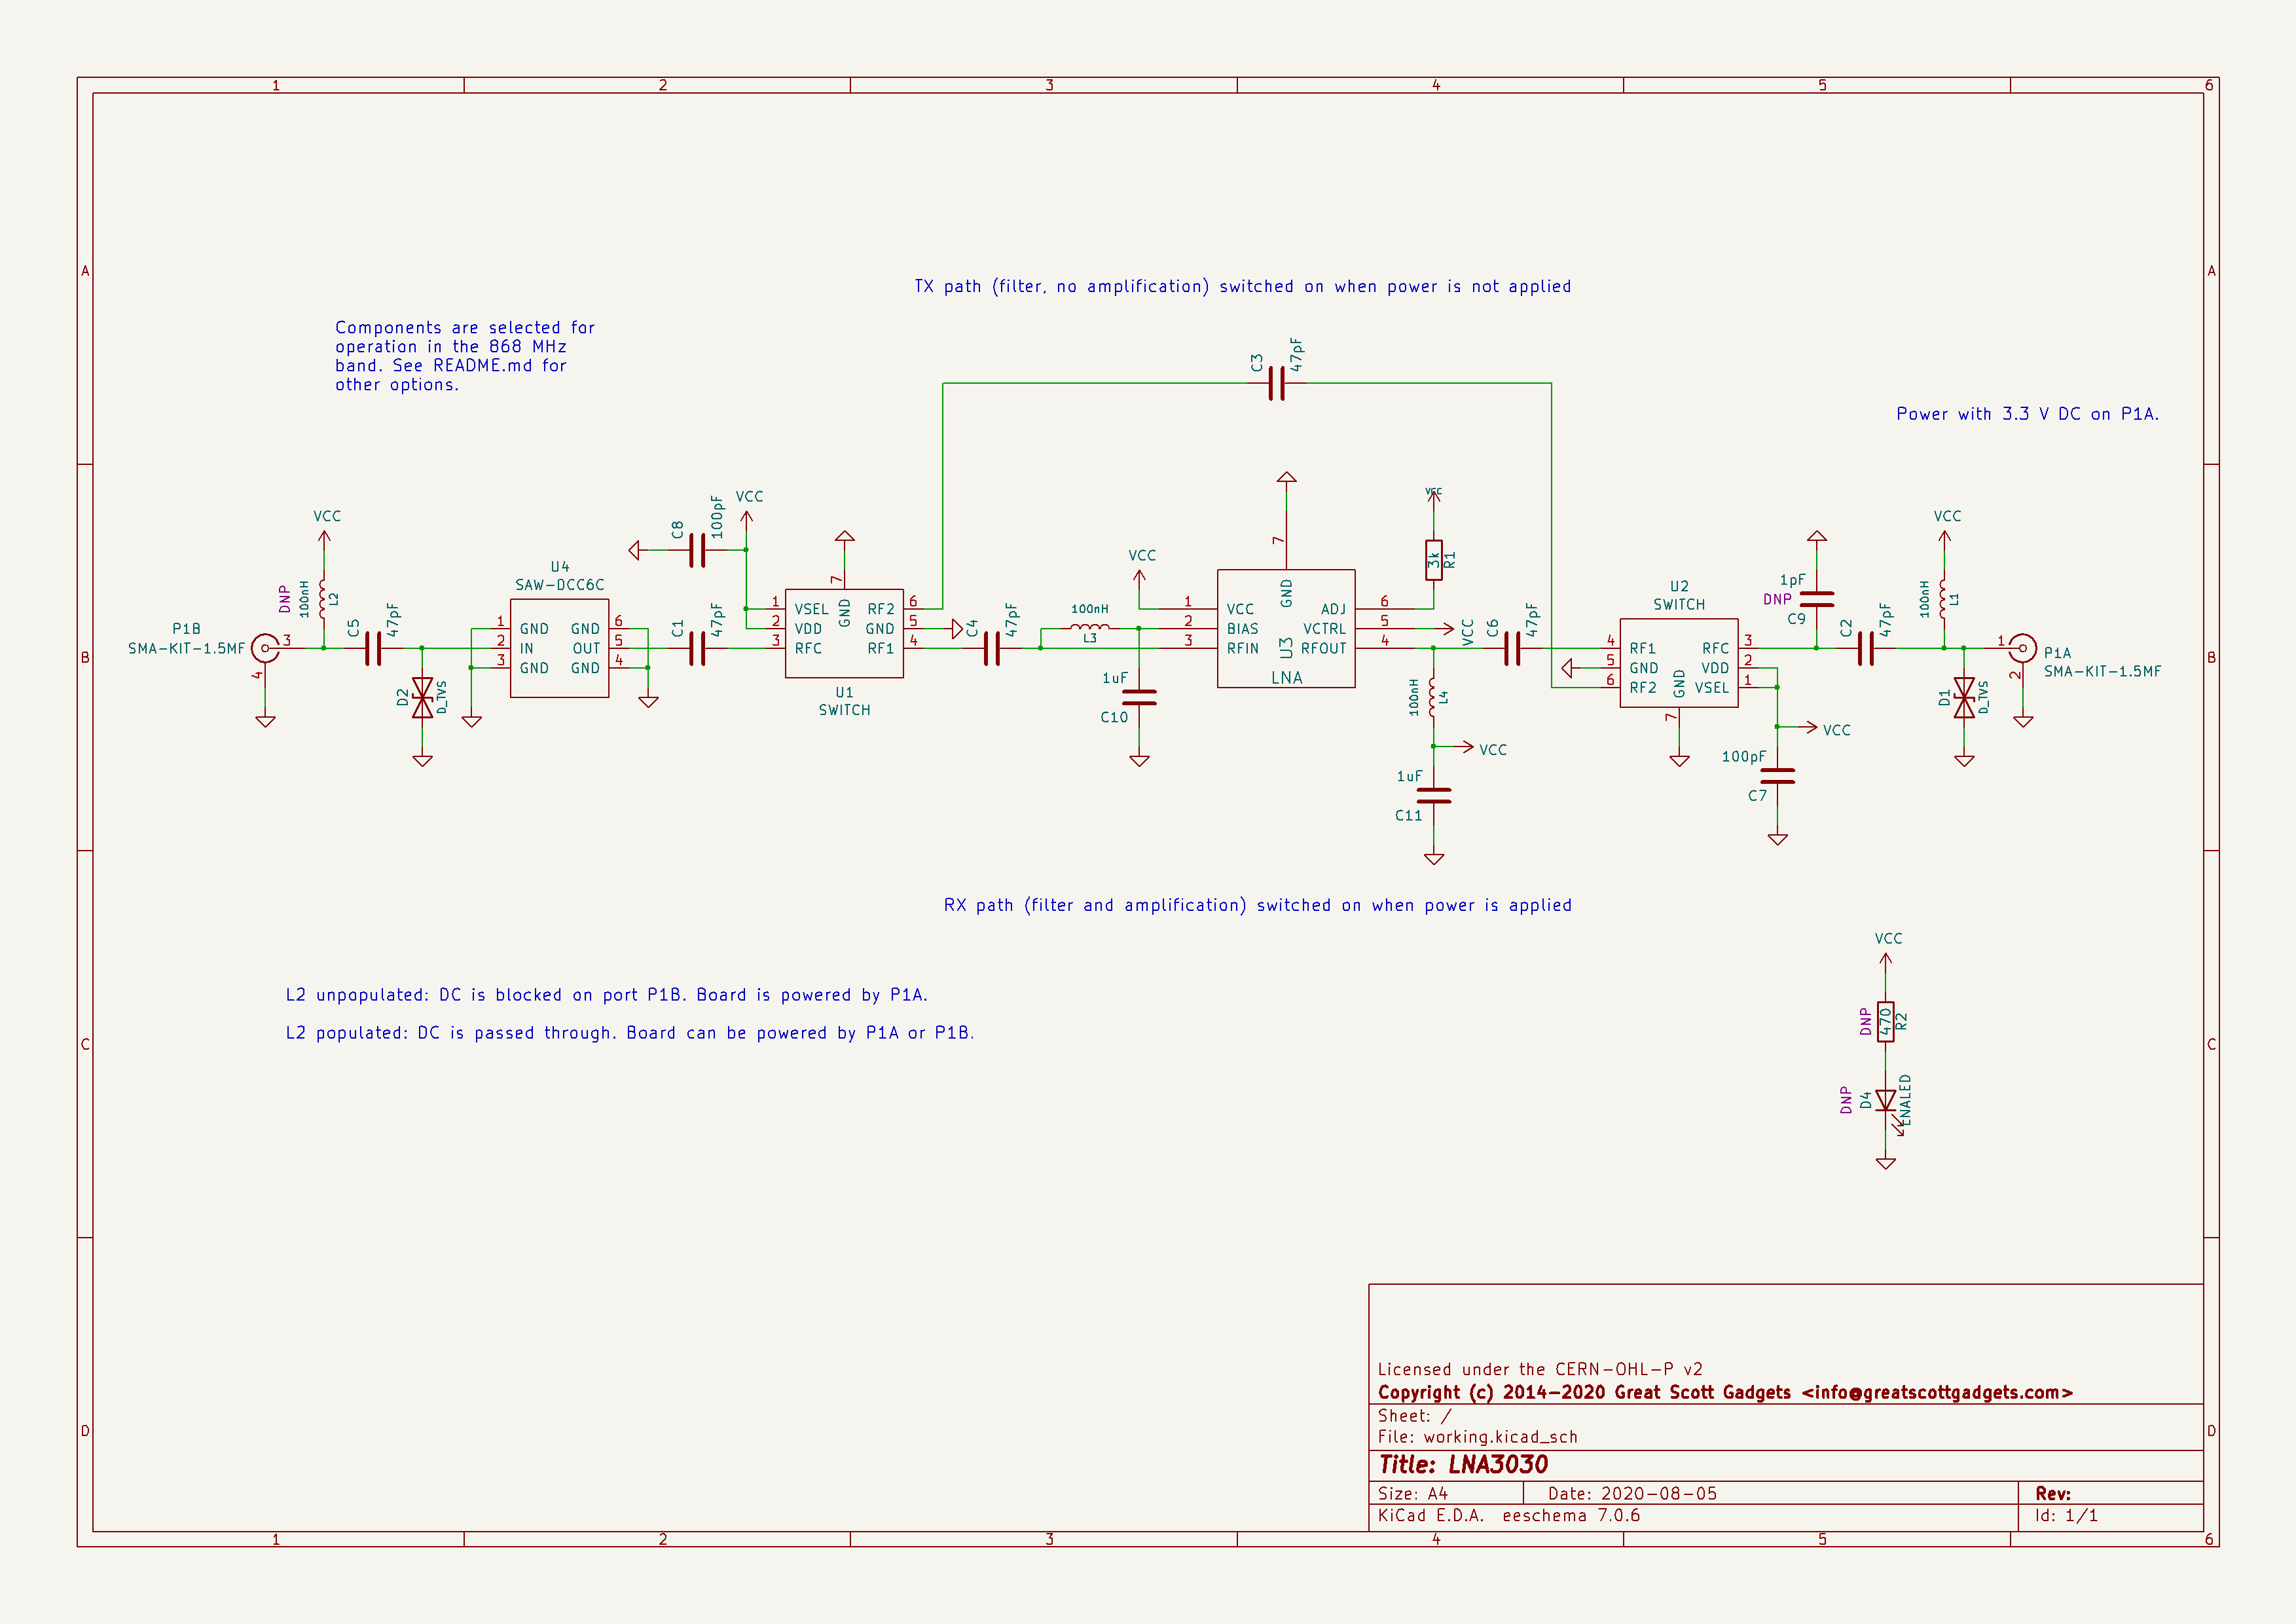 1 2 3 4 5 6
A A
TX path (filter, no amplification) switched on when power is not applied
Components are selected for
operation in the 868 MHz
band. See README.md for
other options.
C3
47pF
Power with 3.3 V DC on P1A.
P1B
SMA-KIT-1.5MF
3
4
VCC
DNP
100nH
L2
C5
47pF
D2
D_TVS
U4
SAW-DCC6C
1 GND GND 6
2 IN OUT 5
3 GND GND 4
C8
100pF
VCC
C1
47pF
7
1 VSEL GND RF2 6
2 VDD GND 5
3 RFC RF1 4
U1
SWITCH
C4
47pF
100nH
L3
VCC
1uF
C10
7
GND
1 VCC ADJ 6
2 BIAS VCTRL 5
3 RFIN U3 RFOUT 4
LNA
VCC
3k
R1
VCC
100nH
L4
VCC
1uF
C11
C6
47pF
U2
SWITCH
4 RF1 RFC 3
5 GND VDD 2
6 RF2 GND VSEL 1
7
VCC
100pF
C7
1pF
DNP
C9
C2
47pF
VCC
100nH
L1
D1
D_TVS
1
2
P1A
SMA-KIT-1.5MF
B B
RX path (filter and amplification) switched on when power is applied
L2 unpopulated: DC is blocked on port P1B. Board is powered by P1A.
L2 populated: DC is passed through. Board can be powered by P1A or P1B.
VCC
DNP
470
R2
DNP
D4
LNALED
C C
Licensed under the CERN-OHL-P v2
Copyright (c) 2014-2020 Great Scott Gadgets <info@greatscottgadgets.com>
Sheet: /
File: working.kicad_sch
D D
Title: LNA3030
Size: A4 Date: 2020-08-05 Rev:
KiCad E.D.A. eeschema 7.0.6 Id: 1/1
1 2 3 4 5 6